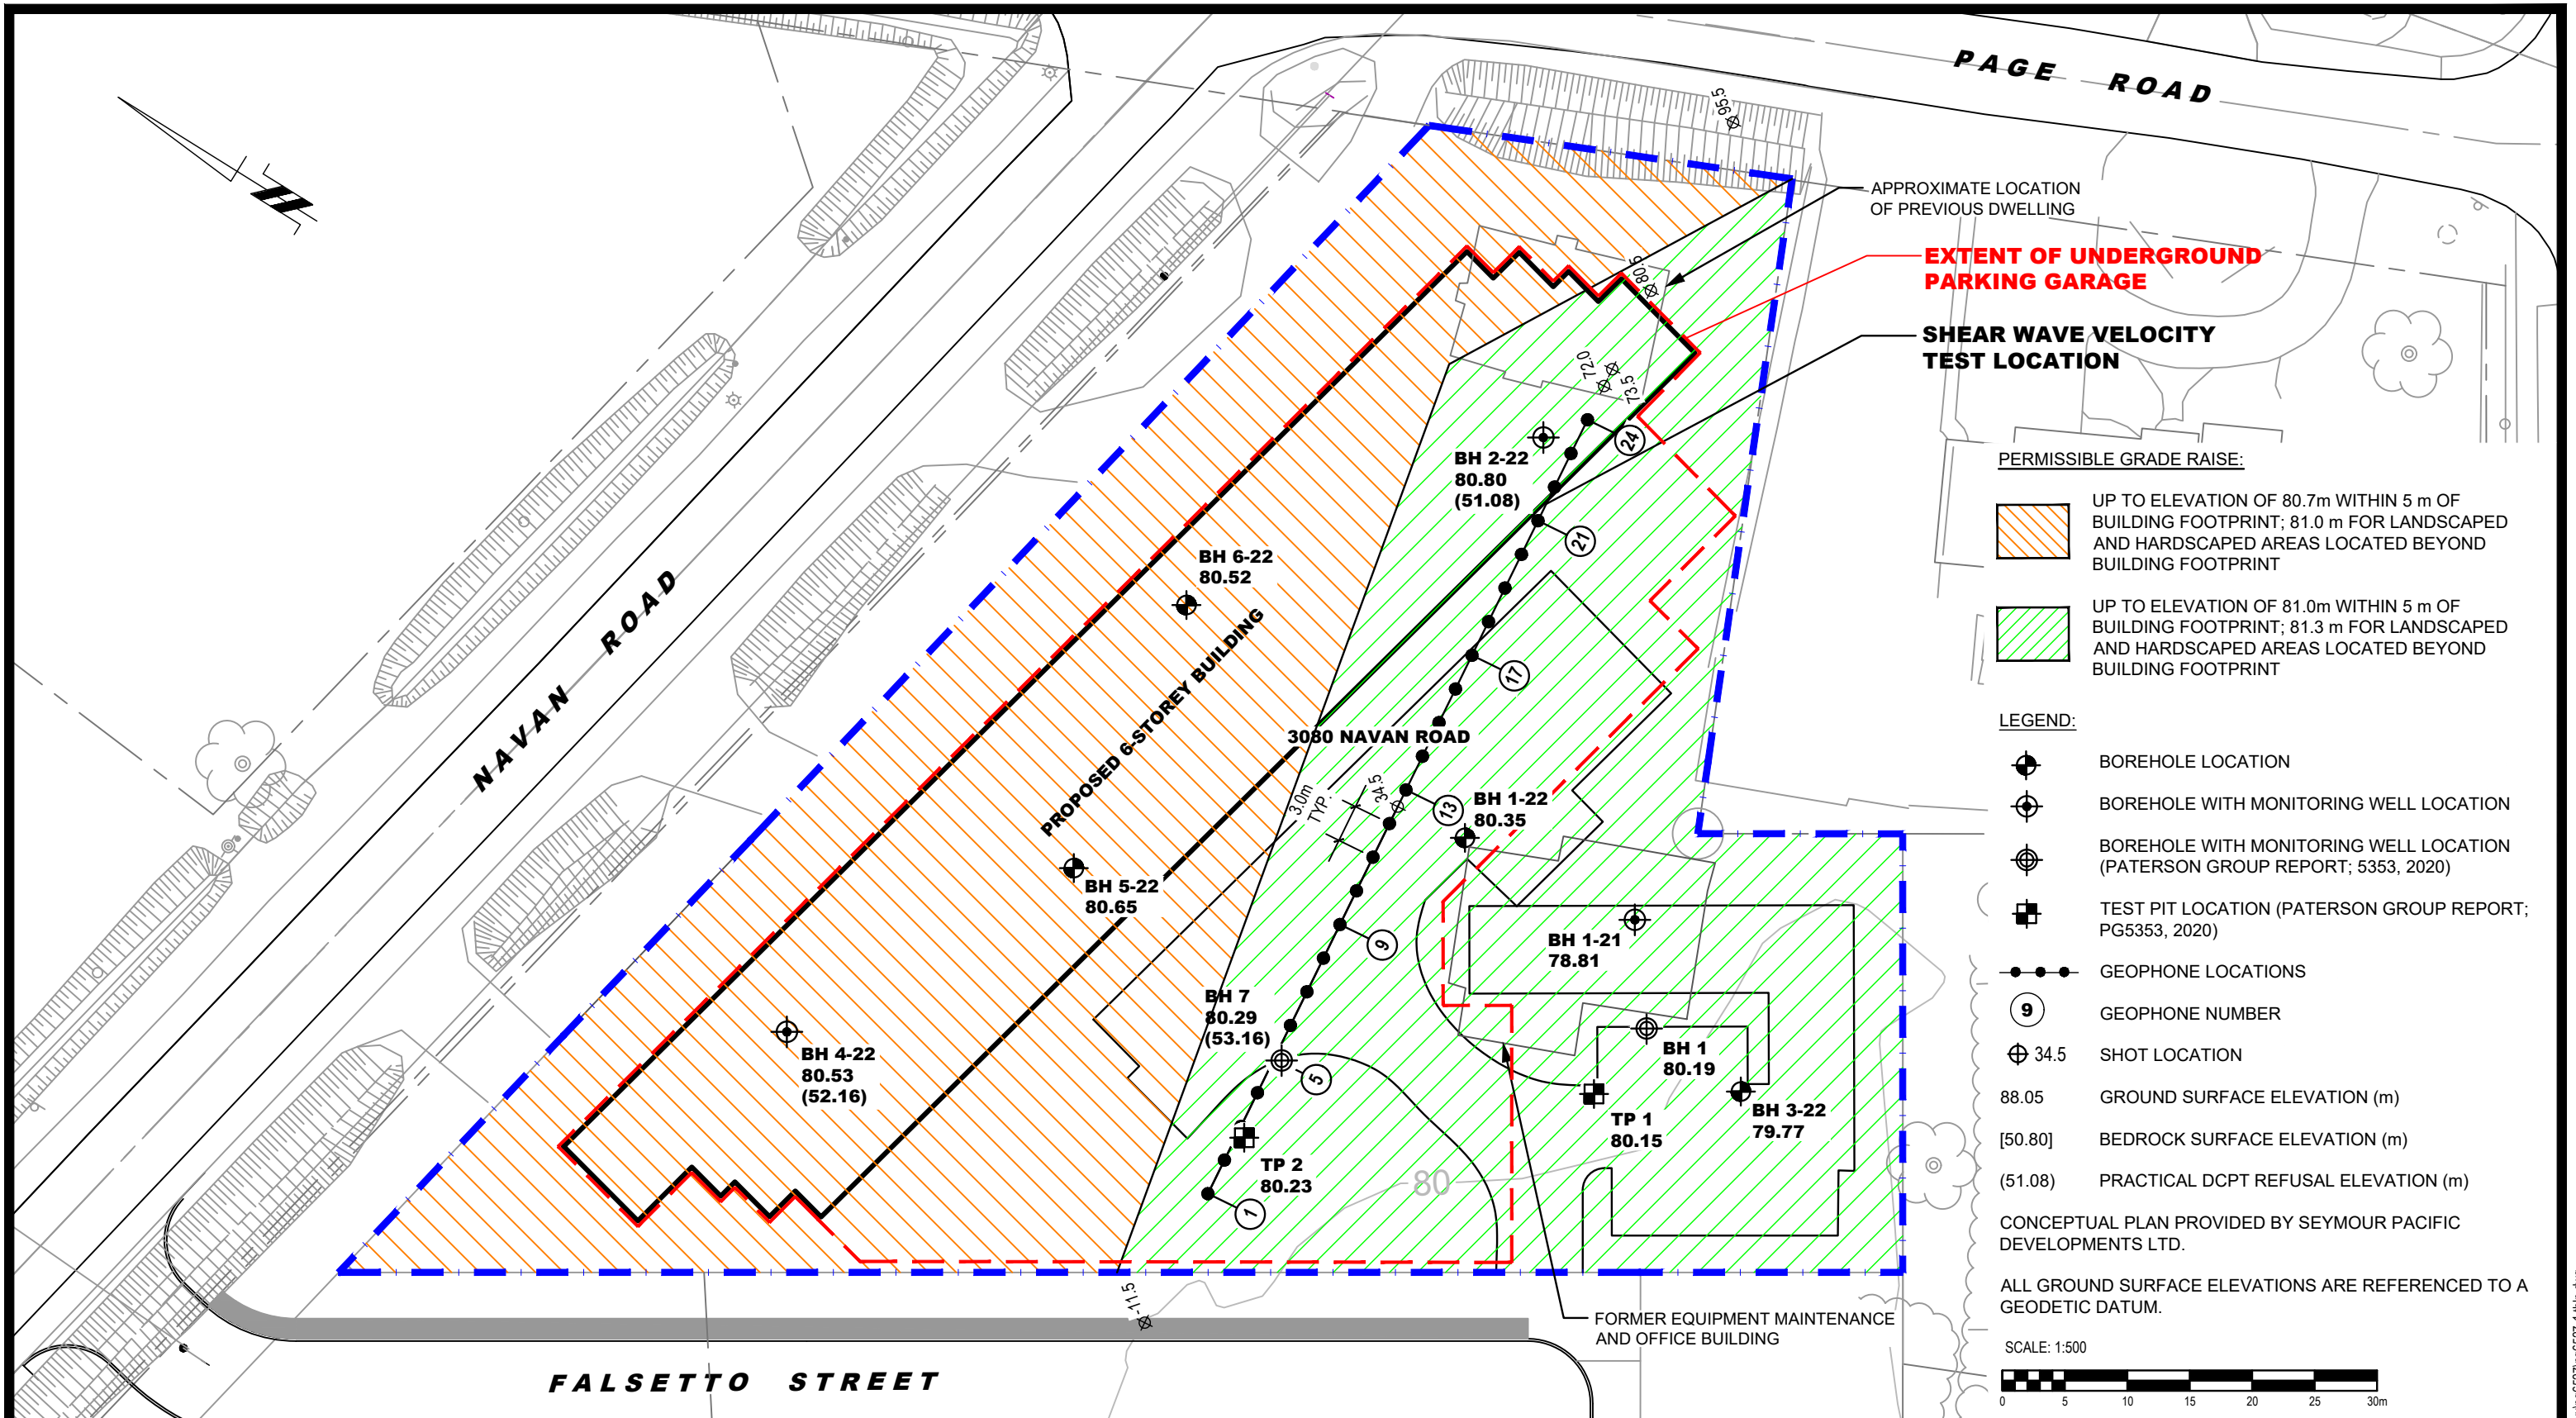 PAGE ROAD
95.5
APPROXIMATE LOCATION
OF PREVIOUS DWELLING
EXTENT OF UNDERGROUND
PARKING GARAGE
80.5
SHEAR WAVE VELOCITY
TEST LOCATION
72.0
73.5
24
BH 2-22
80.80
(51.08)
21
BH 6-22
80.52
NAVAN ROAD
PROPOSED 6-STOREY BUILDING
17
3080 NAVAN ROAD
3.0m
TYP.
34.5
13
BH 1-22
80.35
BH 5-22
80.65
9
BH 1-21
78.81
BH 7
80.29
(53.16)
BH 4-22
80.53
(52.16)
5
BH 1
80.19
TP 1
80.15
BH 3-22
79.77
TP 2
80.23
80
1
-11.5
FORMER EQUIPMENT MAINTENANCE
AND OFFICE BUILDING
FALSETTO STREET
PERMISSIBLE GRADE RAISE:
UP TO ELEVATION OF 80.7m WITHIN 5 m OF
BUILDING FOOTPRINT; 81.0 m FOR LANDSCAPED
AND HARDSCAPED AREAS LOCATED BEYOND
BUILDING FOOTPRINT
UP TO ELEVATION OF 81.0m WITHIN 5 m OF
BUILDING FOOTPRINT; 81.3 m FOR LANDSCAPED
AND HARDSCAPED AREAS LOCATED BEYOND
BUILDING FOOTPRINT
LEGEND:
BOREHOLE LOCATION
BOREHOLE WITH MONITORING WELL LOCATION
BOREHOLE WITH MONITORING WELL LOCATION
(PATERSON GROUP REPORT; 5353, 2020)
TEST PIT LOCATION (PATERSON GROUP REPORT;
PG5353, 2020)
GEOPHONE LOCATIONS
9 GEOPHONE NUMBER
34.5 SHOT LOCATION
88.05 GROUND SURFACE ELEVATION (m)
[50.80] BEDROCK SURFACE ELEVATION (m)
(51.08) PRACTICAL DCPT REFUSAL ELEVATION (m)
CONCEPTUAL PLAN PROVIDED BY SEYMOUR PACIFIC
DEVELOPMENTS LTD.
ALL GROUND SURFACE ELEVATIONS ARE REFERENCED TO A
GEODETIC DATUM.
SCALE: 1:500
0 5 10 15 20 25 30m